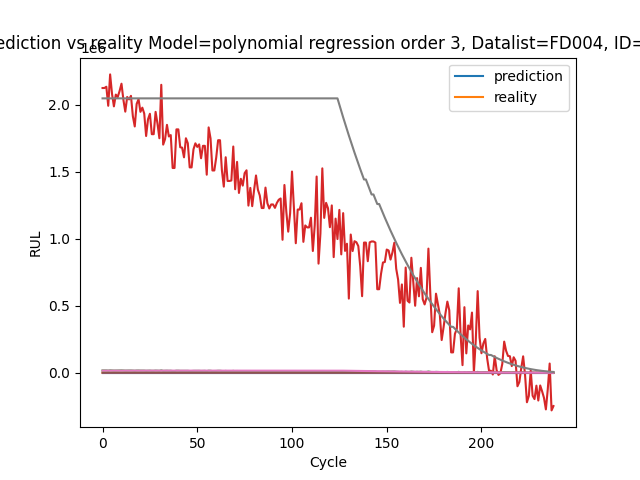 ediction vs reality Model=polynomial regression order 3, Datalist=FD004, ID=
1e6
prediction
reality
2.0
1.5
1.0
0.5
0.0
RUL
0
50
100
150
200
Cycle